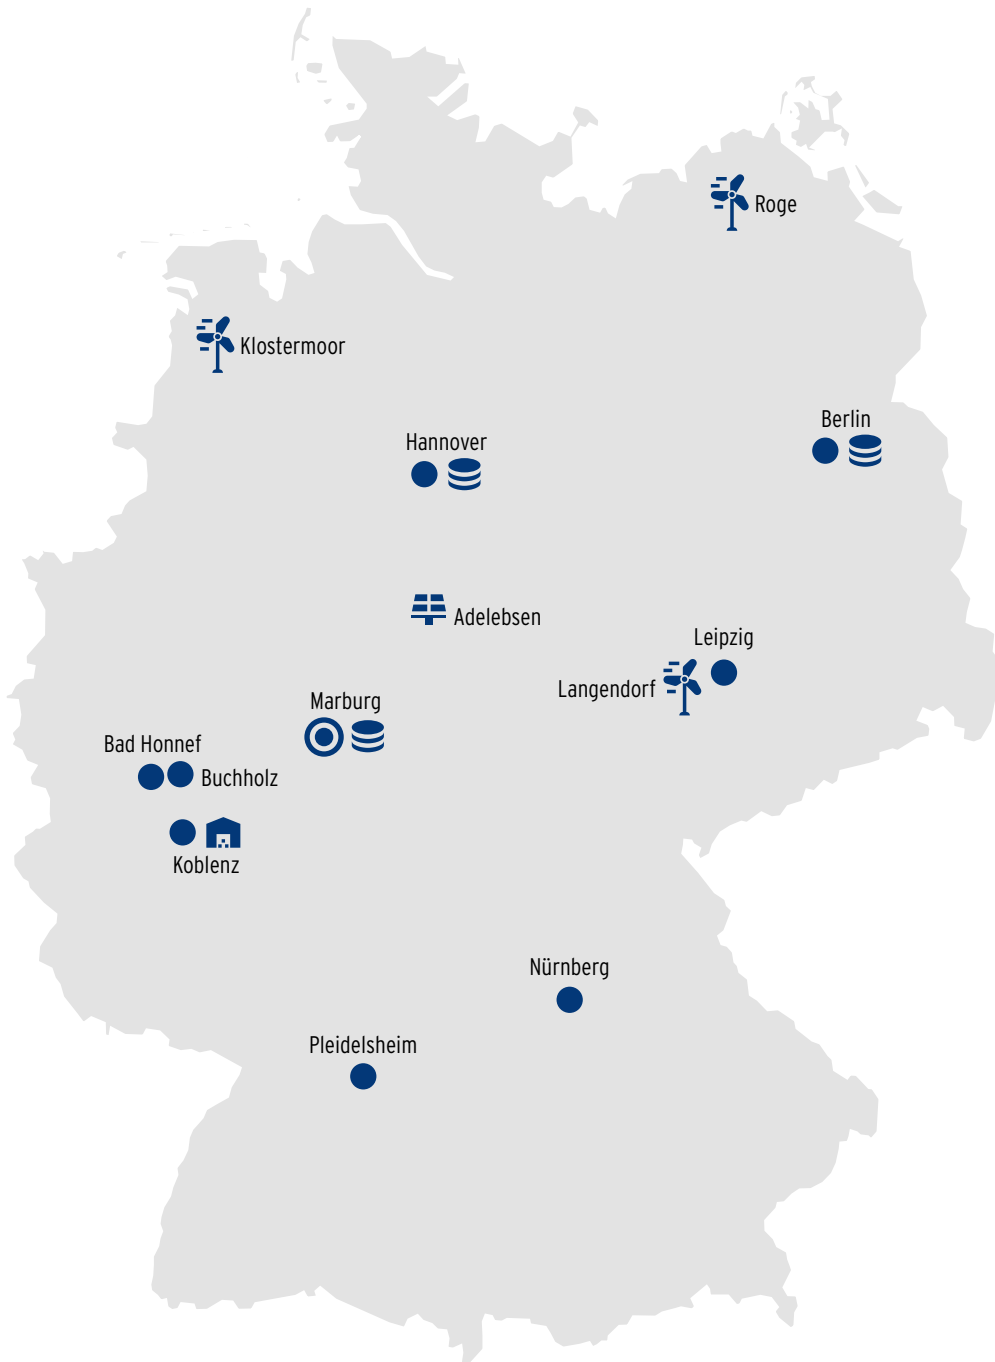 Roge
Klostermoor
Berlin
Hannover
Adelebsen
Leipzig
Langendorf
Marburg
Bad Honnef
Buchholz
Koblenz
Nürnberg
Pleidelsheim